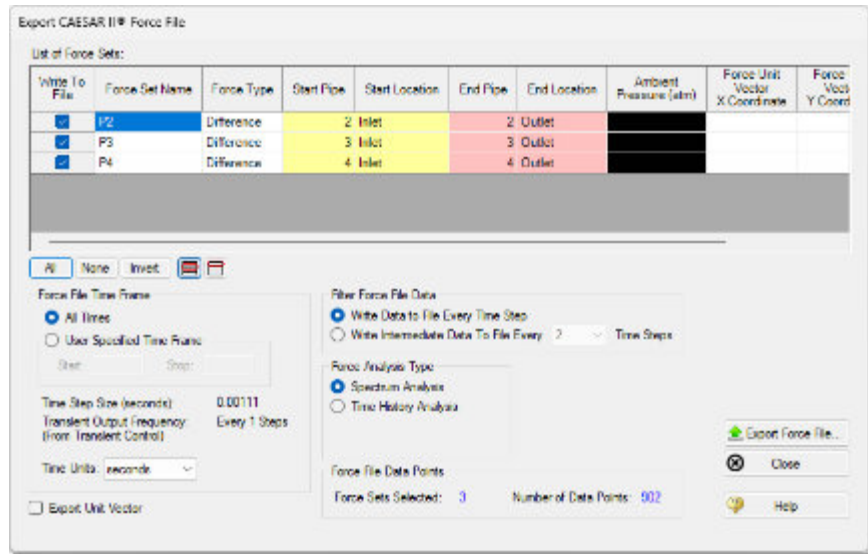 Export CAESAR II® Force File
List of Force Sets:
Write To File Force Set Name Force Type Start Pipe Start Location End Pipe End Location Ambient Pressure (atm) Force Unit Vector X Coordinate Force Vect Y Coord
P2 Difference 2 Inlet 2 Outlet
P3 Difference 3 Inlet 3 Outlet
P4 Difference 4 Inlet 4 Outlet
All None Invert
Force File Time Frame
All Times
User Specified Time Frame
Start: Stop:
Time Step Size (seconds): 0.00111
Transient Output Frequency: Every 1 Steps
(From Transient Control)
Time Units: seconds
Export Unit Vector
Filter Force File Data
Write Data to File Every Time Step
Write Intermediate Data To File Every 2 Time Steps
Force Analysis Type
Spectrum Analysis
Time History Analysis
Force File Data Points
Force Sets Selected: 3 Number of Data Points: 902
Export Force File...
Close
Help